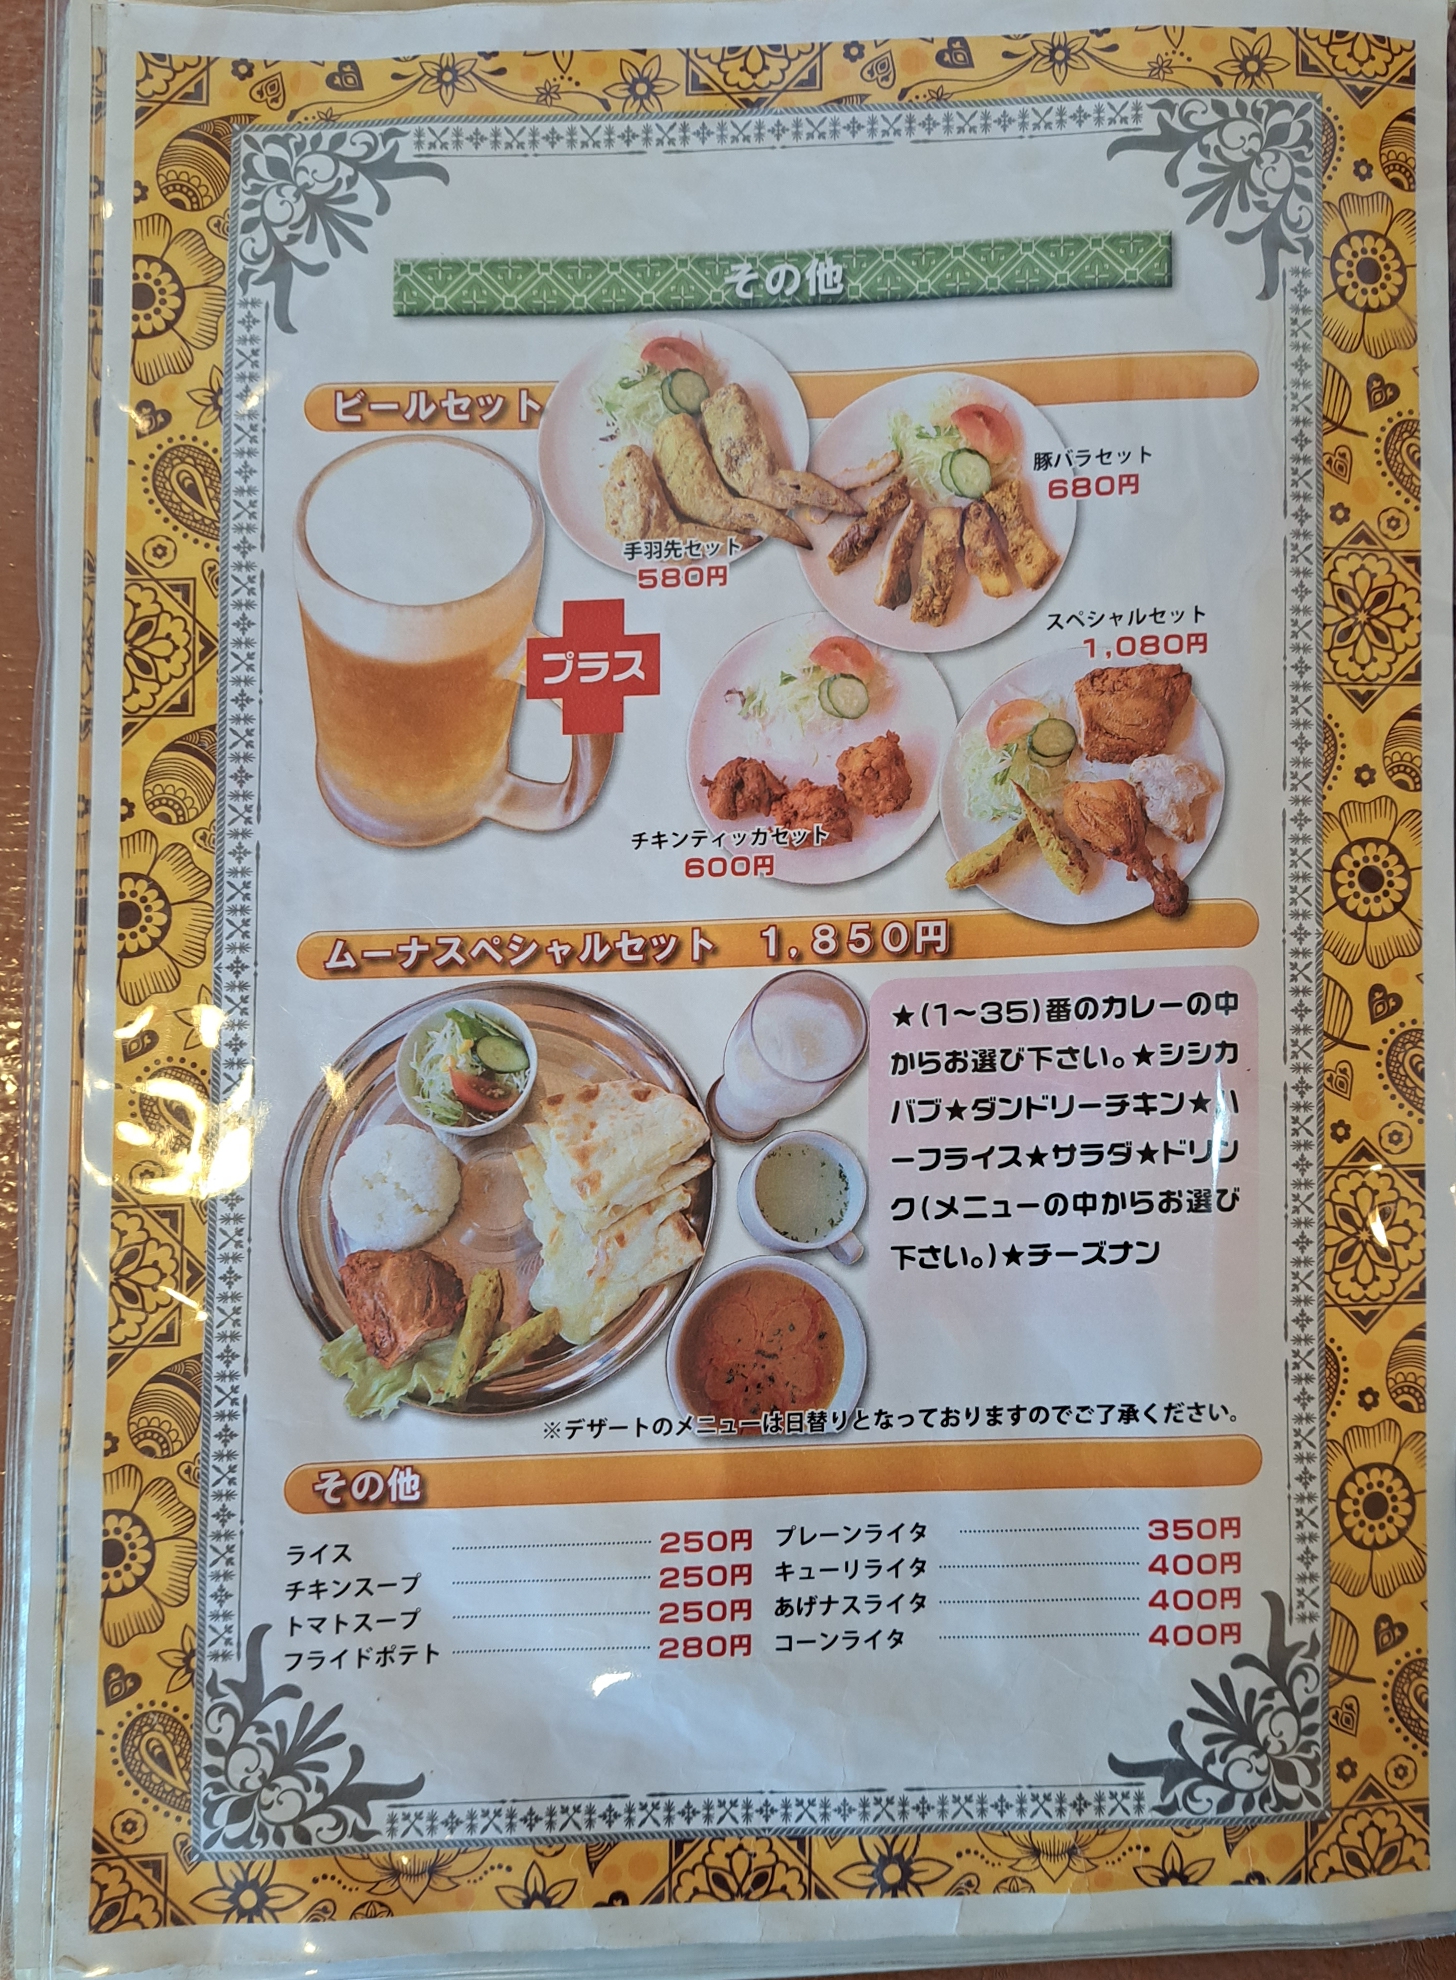 その他
ビールセット
手羽先セット
580円
豚バラセット
680円
プラス
スペシャルセット
1,080円
チキンティッカセット
600円
ムーナスペシャルセット 1,850円
★(1～35)番のカレーの中
からお選び下さい。★シシカ
バブ★ダンドリーチキン★ハ
ーフライス★サラダ★ドリン
ク(メニューの中からお選び
下さい。)★チーズナン
※デザートのメニューは日替りとなっておりますのでご了承ください。
その他
ライス 250円
チキンスープ 250円
トマトスープ 250円
フライドポテト 280円
プレーンライタ 350円
キューリライタ 400円
あげナスライタ 400円
コーンライタ 400円